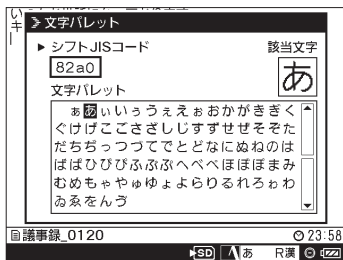 い
キー
文字パレット
▶ シフトJISコード
該当文字
82a0
あ
文字パレット
ぁあぃいぅうぇえぉおかがきぎく
ぐけげこごさざしじすずせぜそぞた
だちぢっつづてでとどなにぬねのは
ばぱひびぴふぶぷへべぺほぼぽまみ
むめもゃやゅゆょよらりるれろゎわ
ゐゑをんヴ
議事録_0120
23:58
SD
あ
R漢